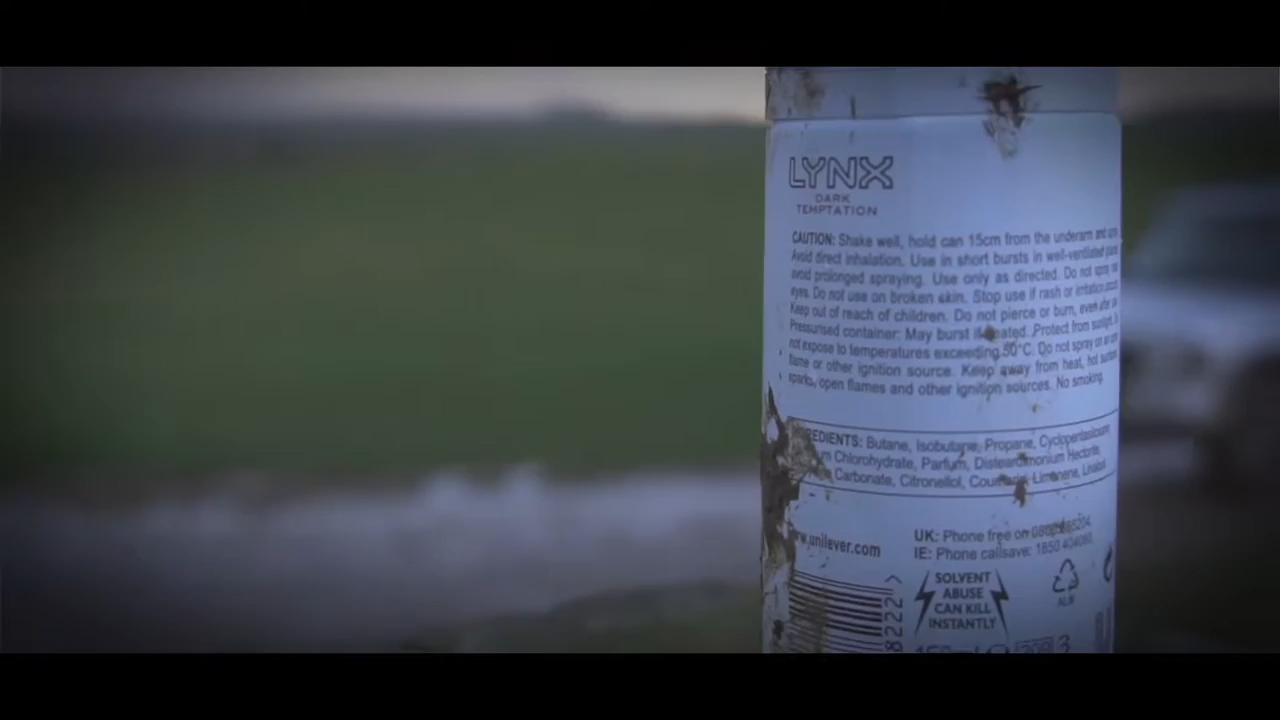 LYNX
DARK
TEMPTATION
CAUTION: Shake well, hold can 15cm from the underarm and
Avoid direct inhalation. Use in short bursts in well-ventilated
avoid prolonged spraying. Use only as directed. Do not spray
eyes. Do not use on broken skin. Stop use if rash or irritation
Keep out of reach of children. Do not pierce or burn, even after
Pressurised container: May burst if heated. Protect from sunlight.
not expose to temperatures exceeding 50°C. Do not spray on an
flame or other ignition source. Keep away from heat, hot
sparks, open flames and other ignition sources. No smoking.
Butane, Isobutane, Propane, Cyclopentasiloxane,
Chlorohydrate, Parfum, Disteardimonium Hectorite,
Carbonate, Citronellol, Limonene, Linalool
.unilever.com
UK: Phone free on
IE: Phone callsave: 1850 404060
SOLVENT
ABUSE
CAN KILL
INSTANTLY
ALU
8222 >